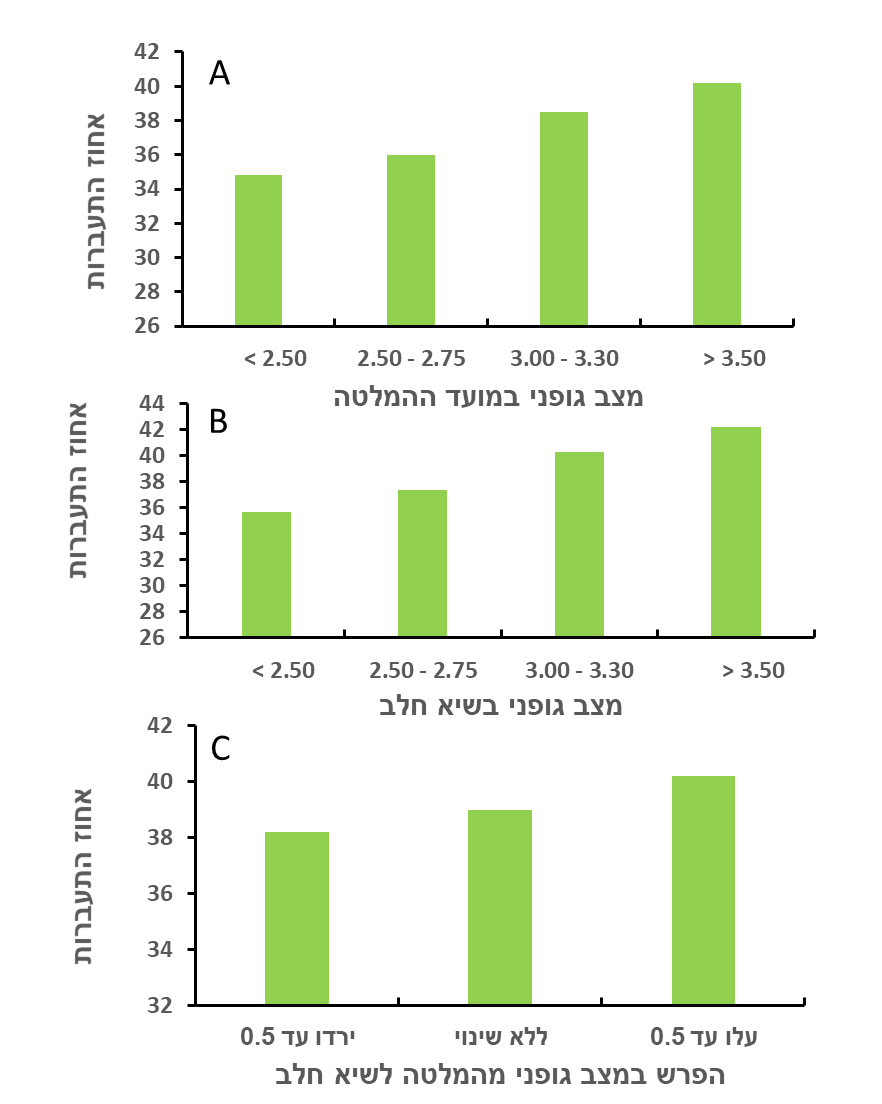 A
אחוז התעברות
42
40
38
36
34
32
30
28
26
< 2.50
2.50 - 2.75
3.00 - 3.30
> 3.50
מצב גופני במועד ההמלטה
B
אחוז התעברות
44
42
40
38
36
34
32
30
28
26
< 2.50
2.50 - 2.75
3.00 - 3.30
> 3.50
מצב גופני בשיא חלב
C
אחוז התעברות
42
40
38
36
34
32
ירדו עד 0.5
ללא שינוי
עלו עד 0.5
הפרש במצב גופני מהמלטה לשיא חלב